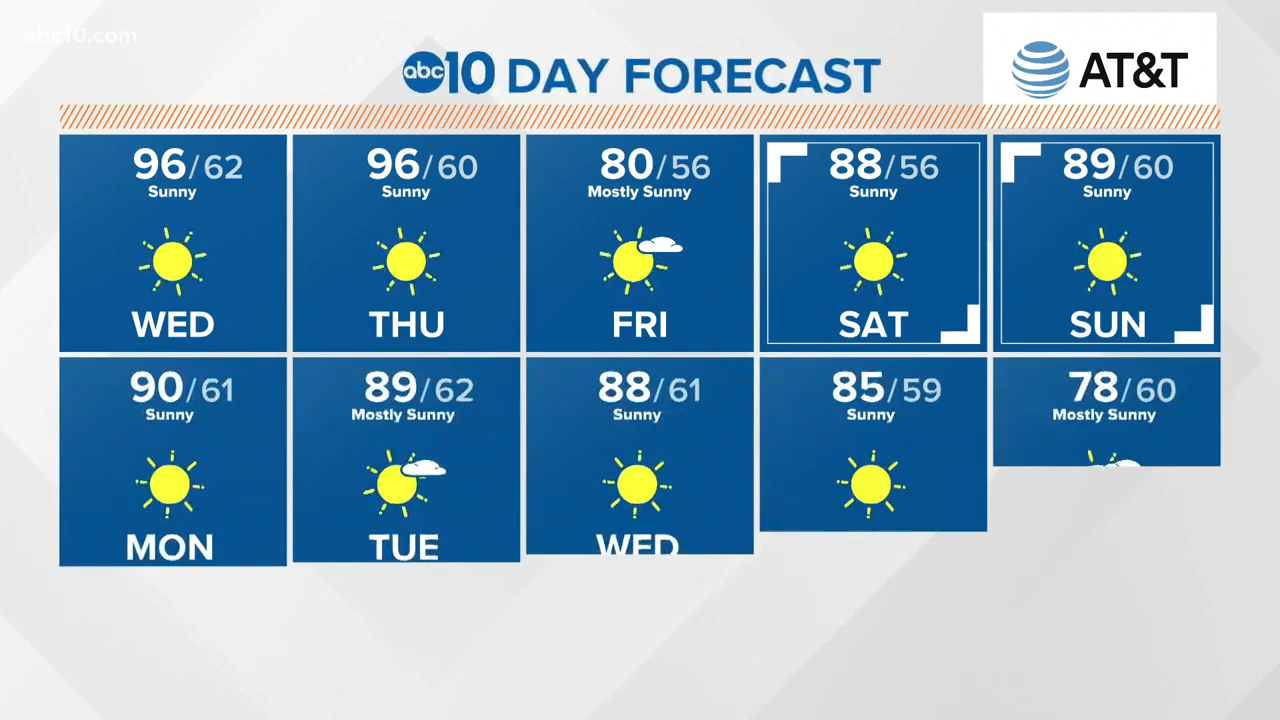 abc10.com
abc10 DAY FORECAST
AT&T
96/62
Sunny
WED
96/60
Sunny
THU
80/56
Mostly Sunny
FRI
88/56
Sunny
SAT
89/60
Sunny
SUN
90/61
Sunny
MON
89/62
Mostly Sunny
TUE
88/61
Sunny
WED
85/59
Sunny
78/60
Mostly Sunny